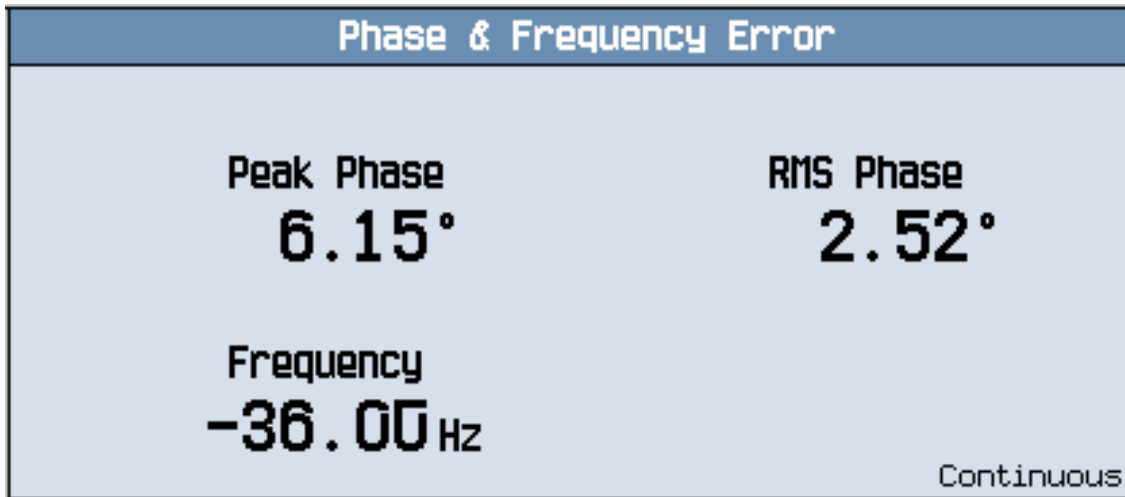 Phase & Frequency Error
Peak Phase RMS Phase
6.15° 2.52°
Frequency
-36.00 Hz
Continuous